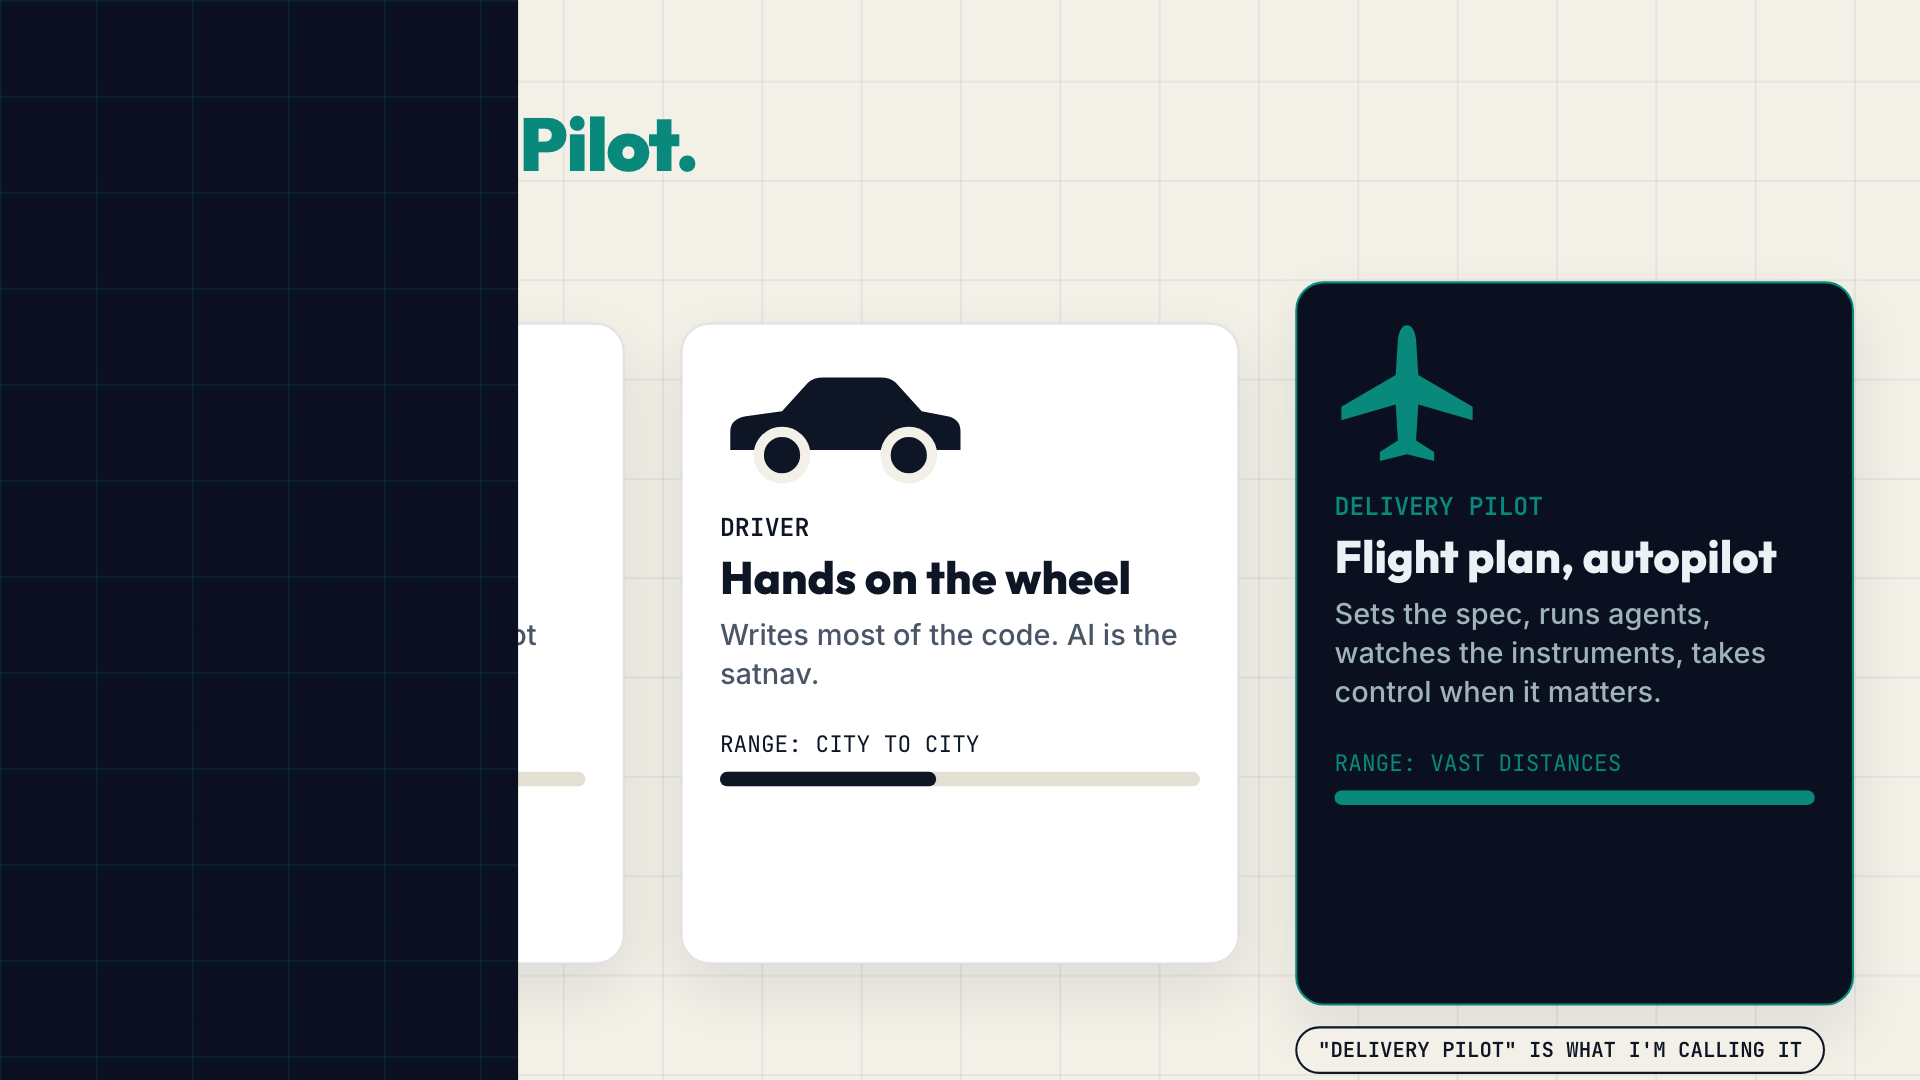 Pilot.
DRIVER
Hands on the wheel
Writes most of the code. AI is the
satnav.
RANGE: CITY TO CITY
DELIVERY PILOT
Flight plan, autopilot
Sets the spec, runs agents,
watches the instruments, takes
control when it matters.
RANGE: VAST DISTANCES
"DELIVERY PILOT" IS WHAT I'M CALLING IT